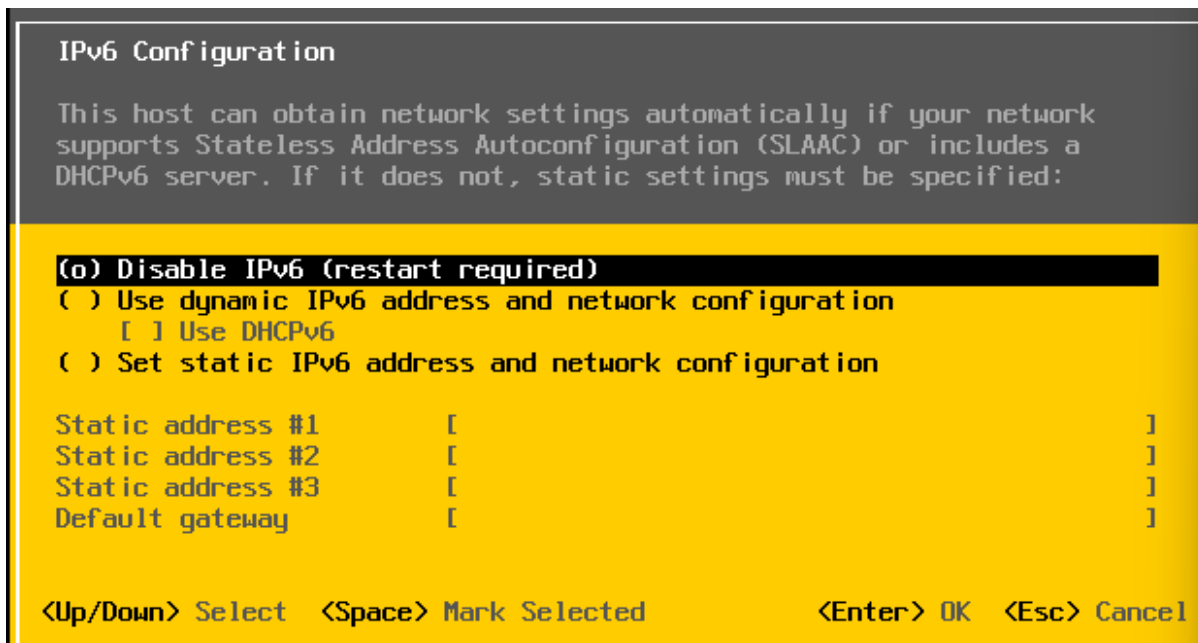 IPv6 Configuration
This host can obtain network settings automatically if your network
supports Stateless Address Autoconfiguration (SLAAC) or includes a
DHCPv6 server. If it does not, static settings must be specified:
(o) Disable IPv6 (restart required)
( ) Use dynamic IPv6 address and network configuration
[ ] Use DHCPv6
( ) Set static IPv6 address and network configuration
Static address #1 [ ]
Static address #2 [ ]
Static address #3 [ ]
Default gateway [ ]
<Up/Down> Select <Space> Mark Selected <Enter> OK <Esc> Cancel